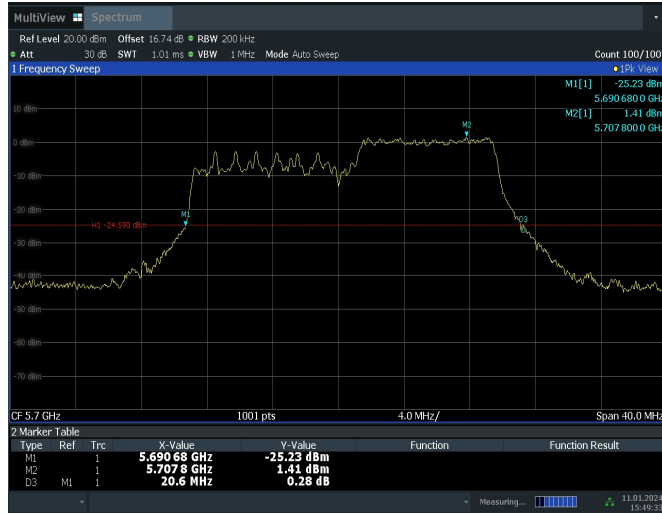 MultiView Spectrum
Ref Level 20.00 dBm Offset 16.74 dB RBW 200 kHz
Att 30 dB SWT 1.01 ms VBW 1 MHz Mode Auto Sweep Count 100/100
1 Frequency Sweep 1Pk View
M1[1] -25.23 dBm
5.690 680 0 GHz
M2[1] 1.41 dBm
5.707 800 0 GHz
10 dBm
M2
0 dBm
-10 dBm
-20 dBm
M1
D3
H1 -24.590 dBm
-30 dBm
-40 dBm
-50 dBm
-60 dBm
-70 dBm
CF 5.7 GHz 1001 pts 4.0 MHz/ Span 40.0 MHz
2 Marker Table
Type Ref Trc X-Value Y-Value Function Function Result
M1 1 5.690 68 GHz -25.23 dBm
M2 1 5.707 8 GHz 1.41 dBm
D3 M1 1 20.6 MHz 0.28 dB
Measuring... 11.01.2024
15:49:33